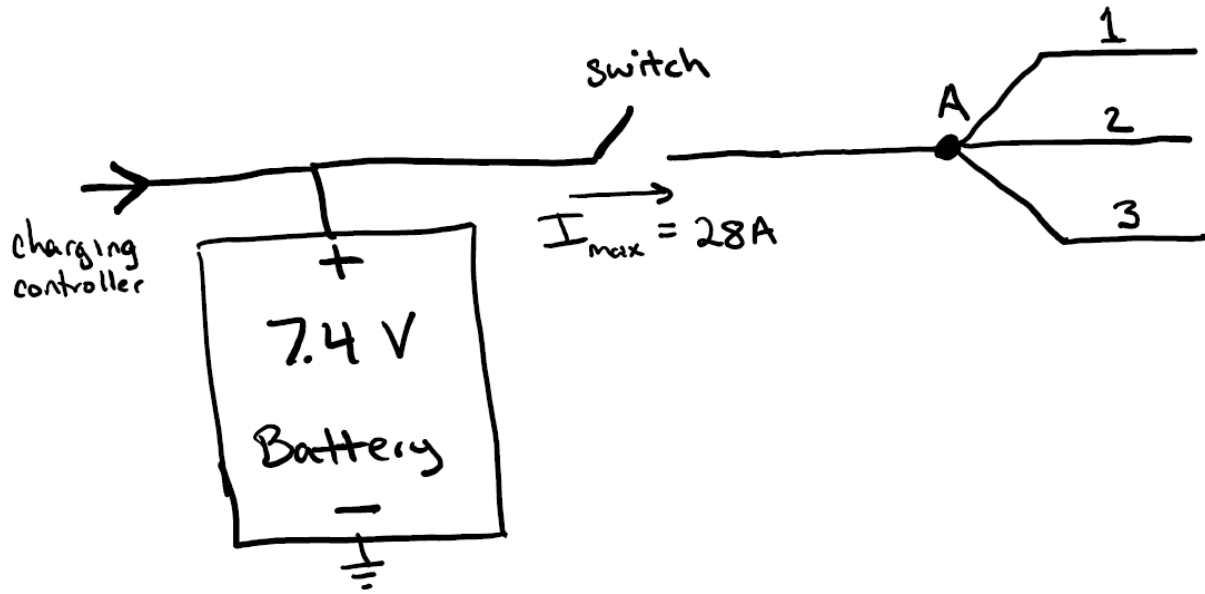 1
switch
A
2
I max = 28A
3
charging
controller
+
7.4 V
Battery
-